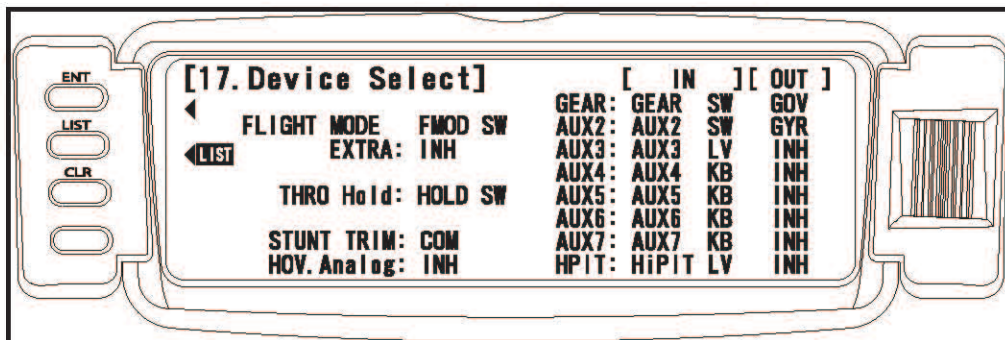 ENT
LIST
CLR
[17.Device Select]
FLIGHT MODE FMOD SW
LIST
EXTRA: INH
THRO Hold: HOLD SW
STUNT TRIM: COM
HOV.Analog: INH
[ IN ][ OUT ]
GEAR: GEAR SW GOV
AUX2: AUX2 SW GYR
AUX3: AUX3 LV INH
AUX4: AUX4 KB INH
AUX5: AUX5 KB INH
AUX6: AUX6 KB INH
AUX7: AUX7 KB INH
HPIT: HiPIT LV INH